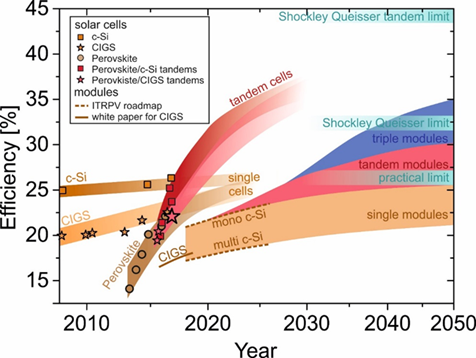 45
40
35
30
25
20
15
Efficiency [%]
solar cells
c-Si
CIGS
Perovskite
Perovskite/c-Si tandems
Perovkiste/CIGS tandems
modules
ITRPV roadmap
white paper for CIGS
Shockley Queisser tandem limit
tandem cells
Shockley Queisser limit
triple modules
tandem modules
practical limit
single modules
c-Si
single
cells
CIGS
Perovskite
CIGS
mono c-Si
multi c-Si
2010
2020
2030
2040
2050
Year